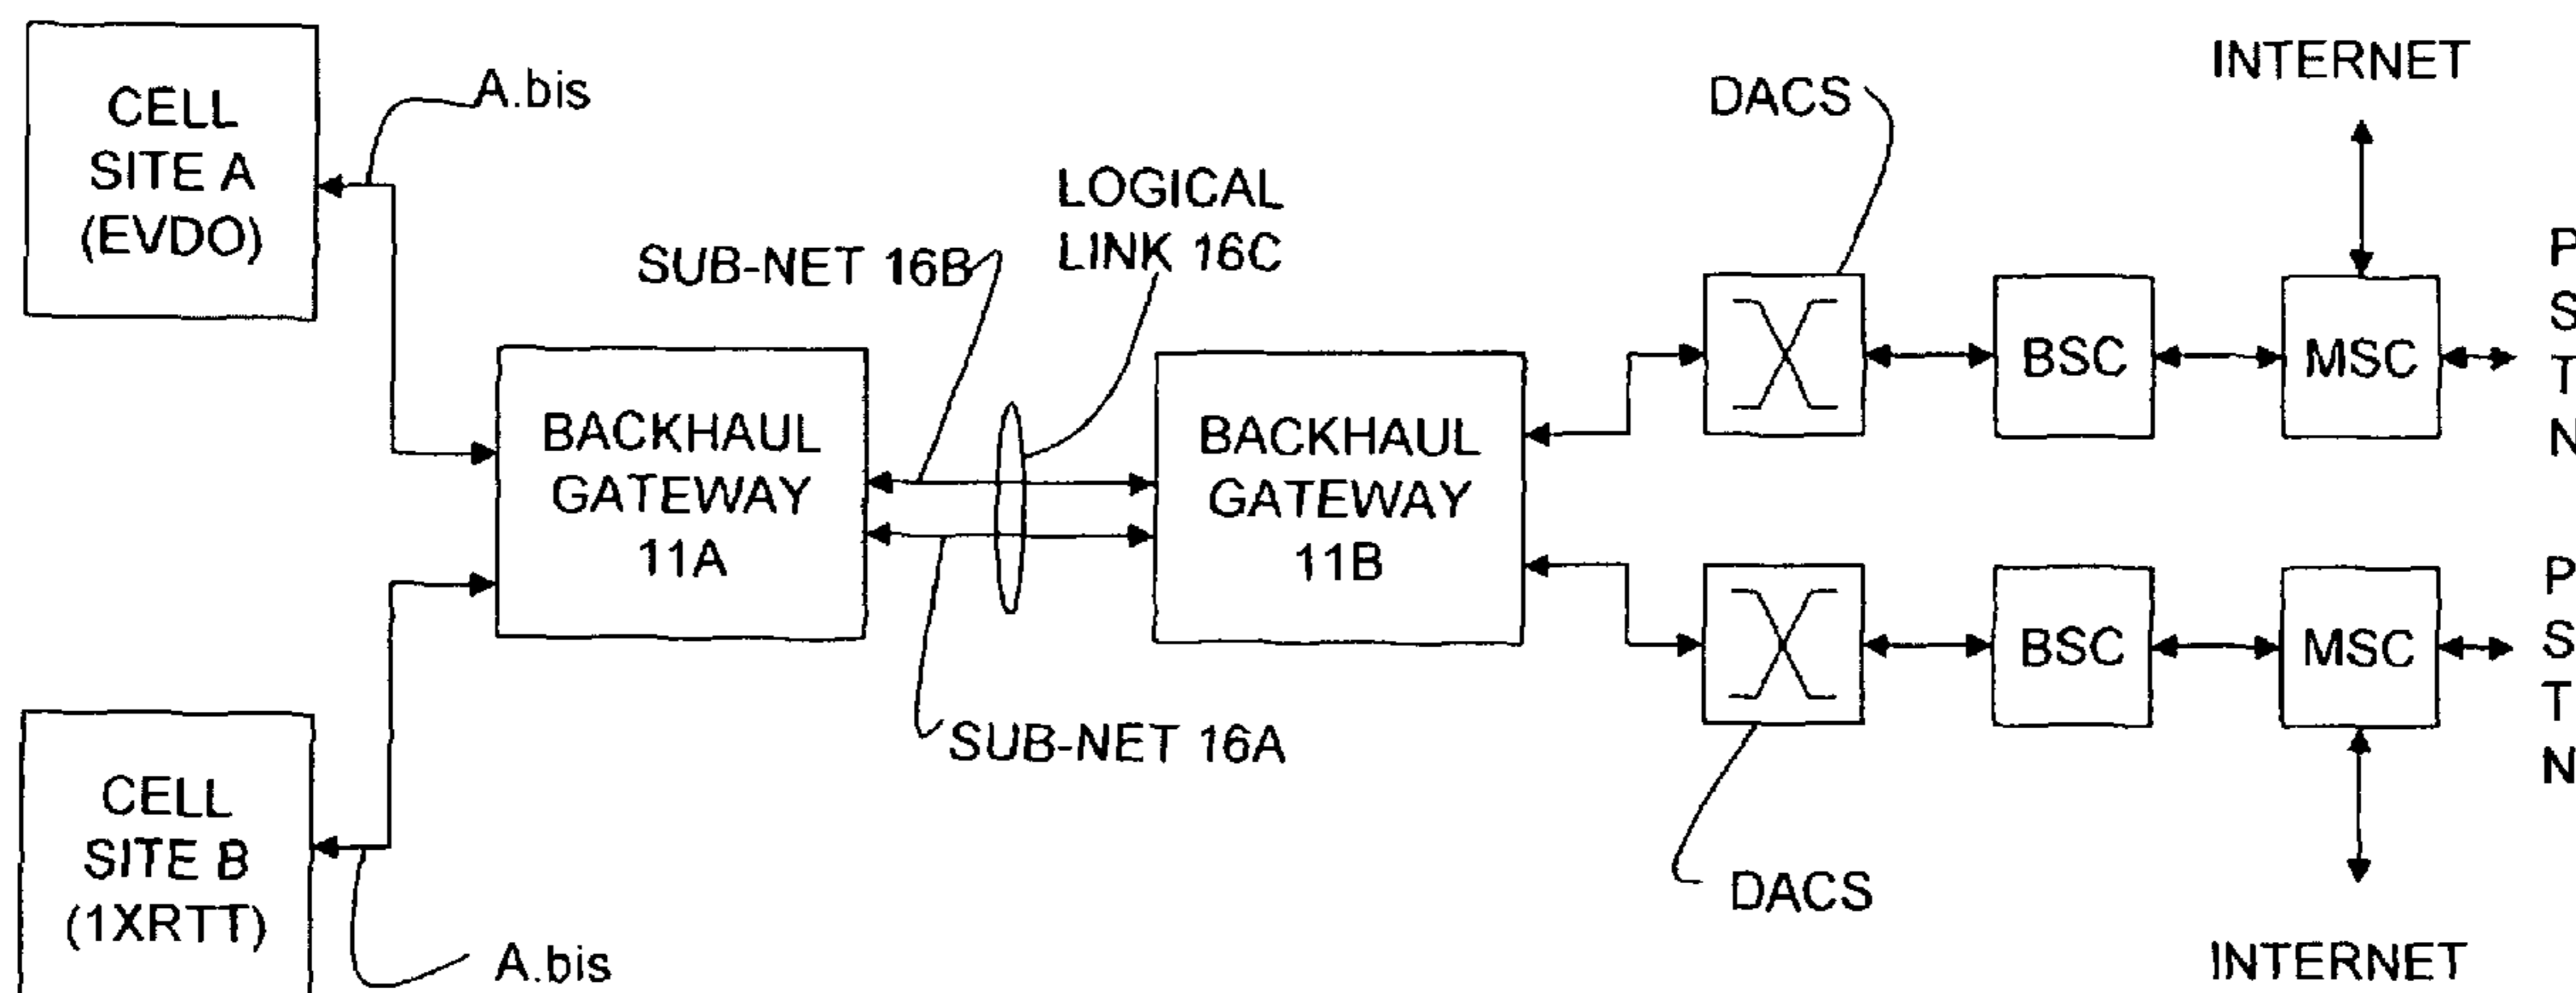 CELL
SITE A
(EVDO)
A.bis
SUB-NET 16B
LOGICAL
LINK 16C
DACS
INTERNET
BACKHAUL
GATEWAY
11A
BACKHAUL
GATEWAY
11B
BSC
MSC
P
S
T
N
SUB-NET 16A
BSC
MSC
P
S
T
N
CELL
SITE B
(1XRTT)
A.bis
DACS
INTERNET